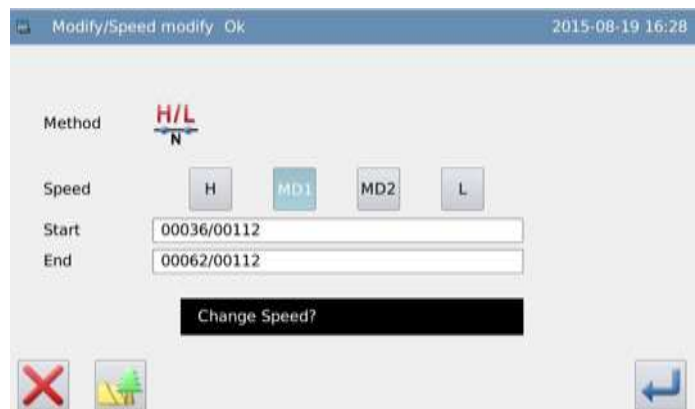 Modify/Speed modify Ok 2015-08-19 16:28
Method H/L
N
Speed H MD1 MD2 L
Start 00036/00112
End 00062/00112
Change Speed?